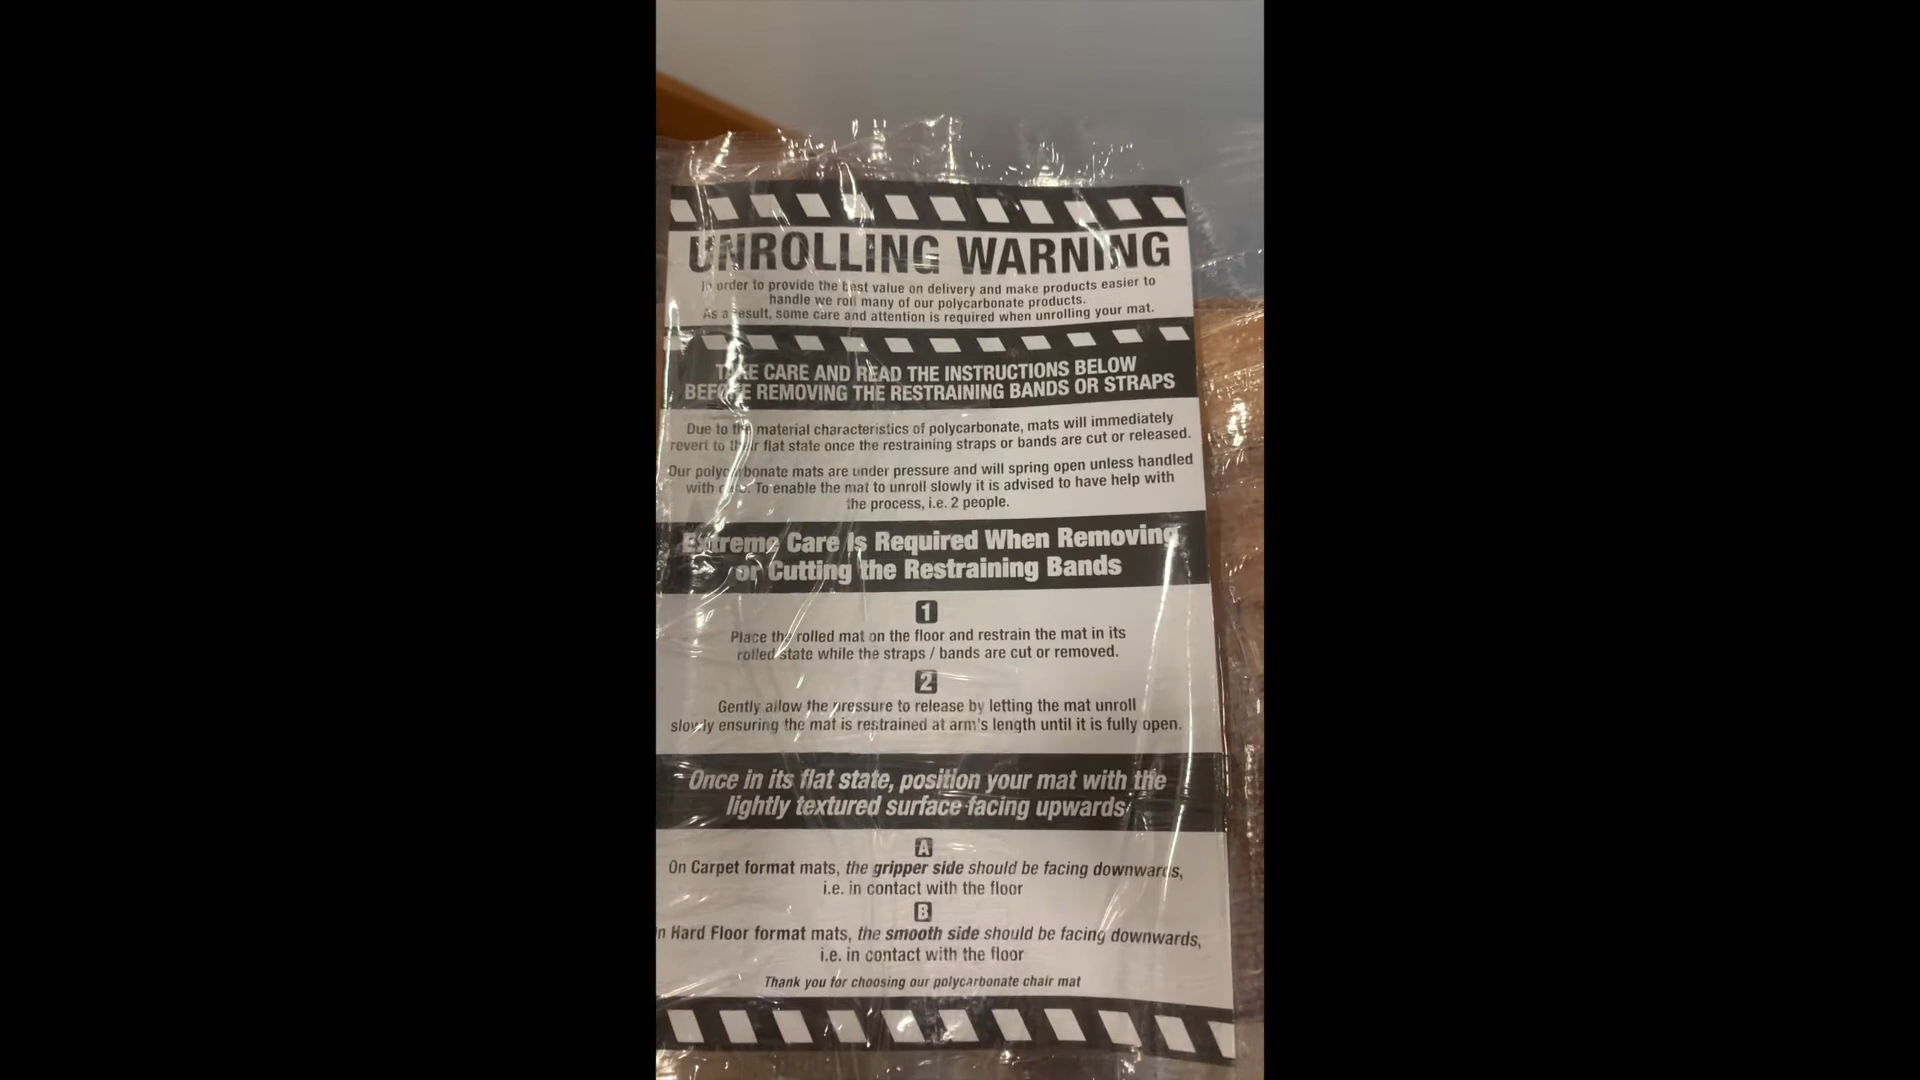 UNROLLING WARNING
In order to provide the best value on delivery and make products easier to
handle we roll many of our polycarbonate products.
As a result, some care and attention is required when unrolling your mat.
TAKE CARE AND READ THE INSTRUCTIONS BELOW
BEFORE REMOVING THE RESTRAINING BANDS OR STRAPS
Due to the material characteristics of polycarbonate, mats will immediately
revert to their flat state once the restraining straps or bands are cut or released.
Our polycarbonate mats are under pressure and will spring open unless handled
with care. To enable the mat to unroll slowly it is advised to have help with
the process, i.e. 2 people.
Extreme Care Is Required When Removing
or Cutting the Restraining Bands
1
Place the rolled mat on the floor and restrain the mat in its
rolled state while the straps / bands are cut or removed.
2
Gently allow the pressure to release by letting the mat unroll
slowly ensuring the mat is restrained at arm's length until it is fully open.
Once in its flat state, position your mat with the
lightly textured surface facing upwards
A
On Carpet format mats, the gripper side should be facing downwards,
i.e. in contact with the floor
B
n Hard Floor format mats, the smooth side should be facing downwards,
i.e. in contact with the floor
Thank you for choosing our polycarbonate chair mat